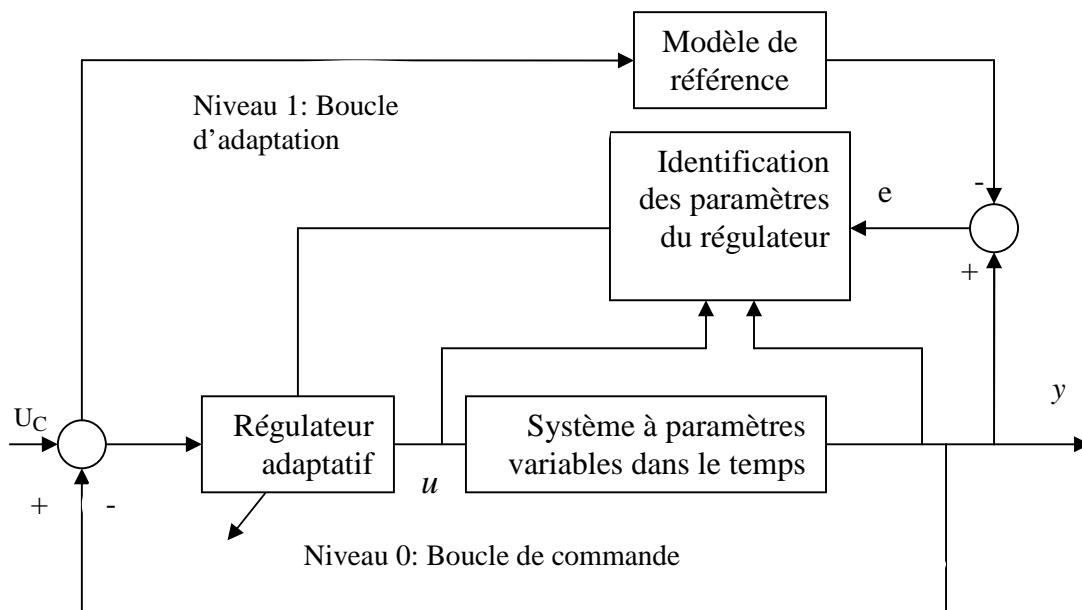 Modèle de
référence
Niveau 1: Boucle
d’adaptation
Identification
des paramètres
du régulateur
e
-
+
y
U_C
Régulateur
adaptatif
Système à paramètres
variables dans le temps
u
+
-
Niveau 0: Boucle de commande